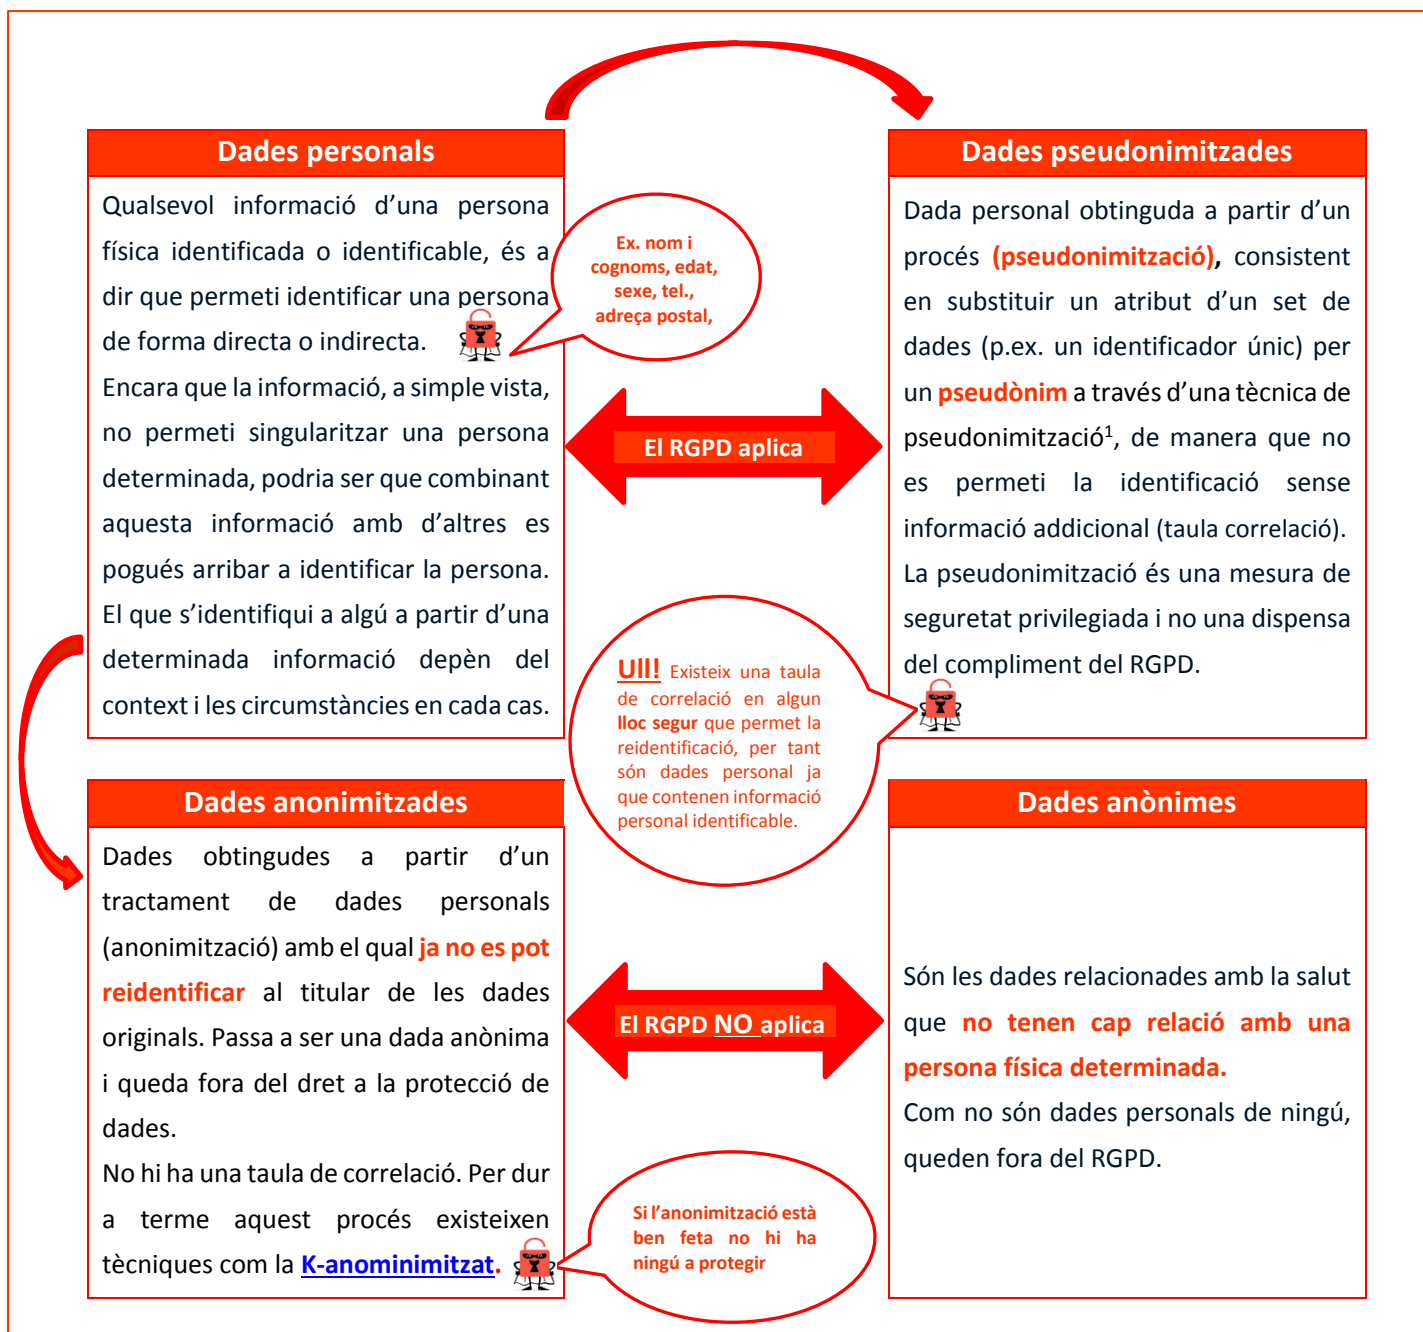 Dades personals
Qualsevol informació d’una persona
física identificada o identificable, és a
dir que permeti identificar una persona
de forma directa o indirecta.
Encara que la informació, a simple vista,
no permeti singularitzar una persona
determinada, podria ser que combinant
aquesta informació amb d’altres es
pogués arribar a identificar la persona.
El que s’identifiqui a algú a partir d’una
determinada informació depèn del
context i les circumstàncies en cada cas.
Ex. nom i
cognoms, edat,
sexe, tel.,
adreça postal,
El RGPD aplica
Dades pseudonimitzades
Dada personal obtinguda a partir d’un
procés (pseudonimització), consistent
en substituir un atribut d’un set de
dades (p.ex. un identificador únic) per
un pseudònim a través d’una tècnica de
pseudonimització¹, de manera que no
es permeti la identificació sense
informació addicional (taula correlació).
La pseudonimització és una mesura de
seguretat privilegiada i no una dispensa
del compliment del RGPD.
Ull! Existeix una taula
de correlació en algun
lloc segur que permet la
reidentificació, per tant
són dades personal ja
que contenen informació
personal identificable.
Dades anonimitzades
Dades obtingudes a partir d’un
tractament de dades personals
(anonimització) amb el qual ja no es pot
reidentificar al titular de les dades
originals. Passa a ser una dada anònima
i queda fora del dret a la protecció de
dades.
No hi ha una taula de correlació. Per dur
a terme aquest procés existeixen
tècniques com la K-anominimitzat.
Si l’anonimització està
ben feta no hi ha
ningú a protegir
El RGPD NO aplica
Dades anònimes
Són les dades relacionades amb la salut
que no tenen cap relació amb una
persona física determinada.
Com no són dades personals de ningú,
queden fora del RGPD.